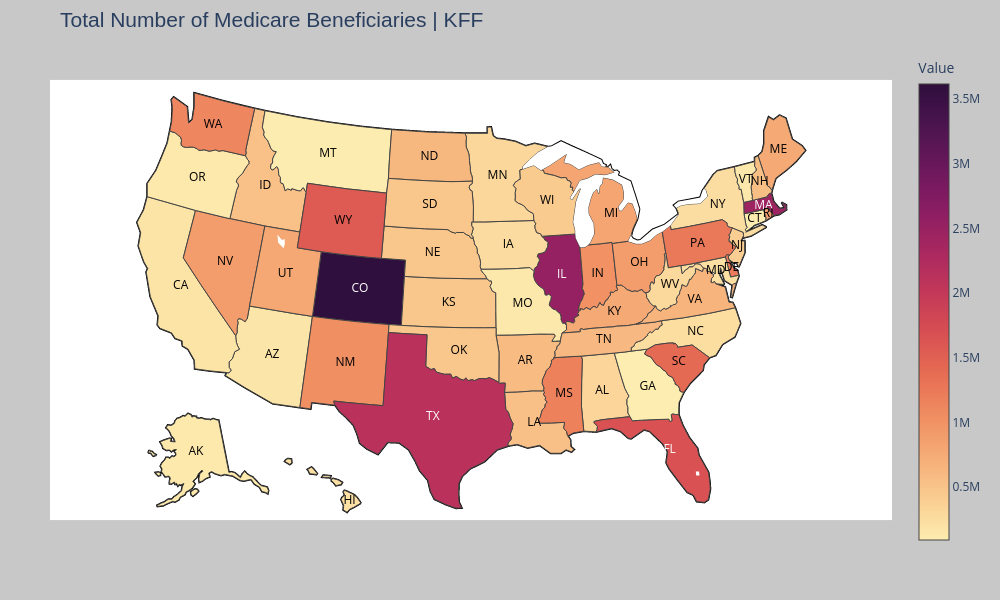 Total Number of Medicare Beneficiaries | KFF
Value
3.5M
3M
2.5M
2M
1.5M
1M
0.5M
WA
MT
ND
MN
ME
OR
ID
SD
WI
MI
VT
NH
WY
NY
MA
CT
RI
NV
UT
CO
NE
IA
IL
IN
OH
PA
NJ
CA
KS
MO
KY
WV
MD
DE
VA
AZ
NM
OK
AR
TN
NC
SC
TX
LA
MS
AL
GA
FL
AK
HI